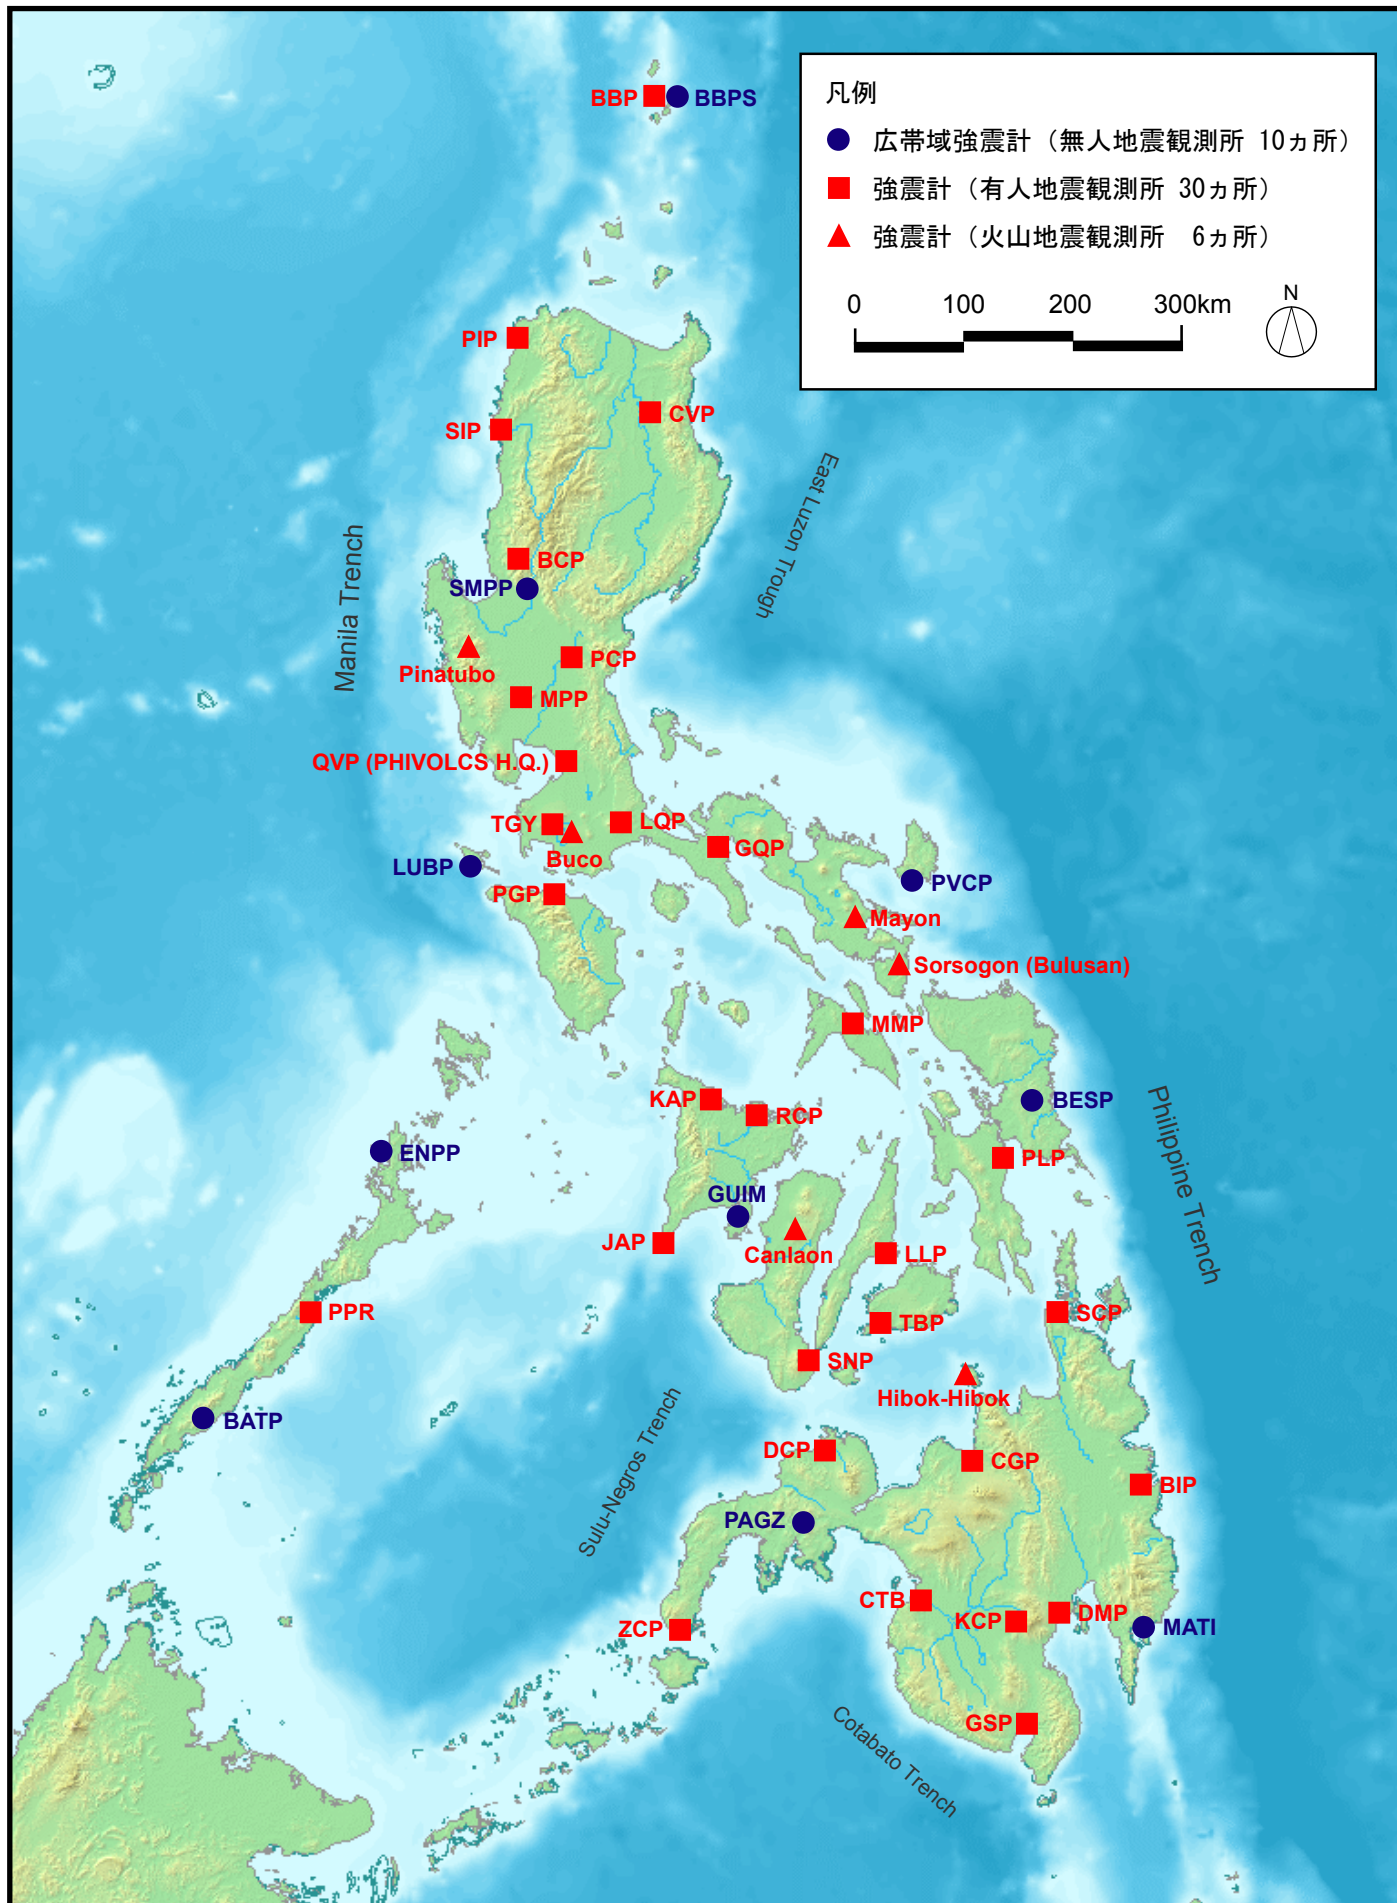 BBP
BBPS
凡例
広帯域強震計（無人地震観測所 10ヵ所）
強震計（有人地震観測所 30ヵ所）
強震計（火山地震観測所 6ヵ所）
0 100 200 300km
N
PIP
CVP
SIP
East Luzon Trough
Manila Trench
BCP
SMPP
Pinatubo
PCP
MPP
QVP (PHIVOLCS H.Q.)
TGY
LQP
Buco
GQP
LUBP
PVCP
PGP
Mayon
Sorsogon (Bulusan)
MMP
KAP
RCP
BESP
Philippine Trench
ENPP
PLP
GUIM
JAP
Canlaon
LLP
PPR
TBP
SCP
SNP
Hibok-Hibok
BATP
Sulu-Negros Trench
DCP
CGP
BIP
PAGZ
CTB
KCP
DMP
MATI
ZCP
GSP
Cotabato Trench